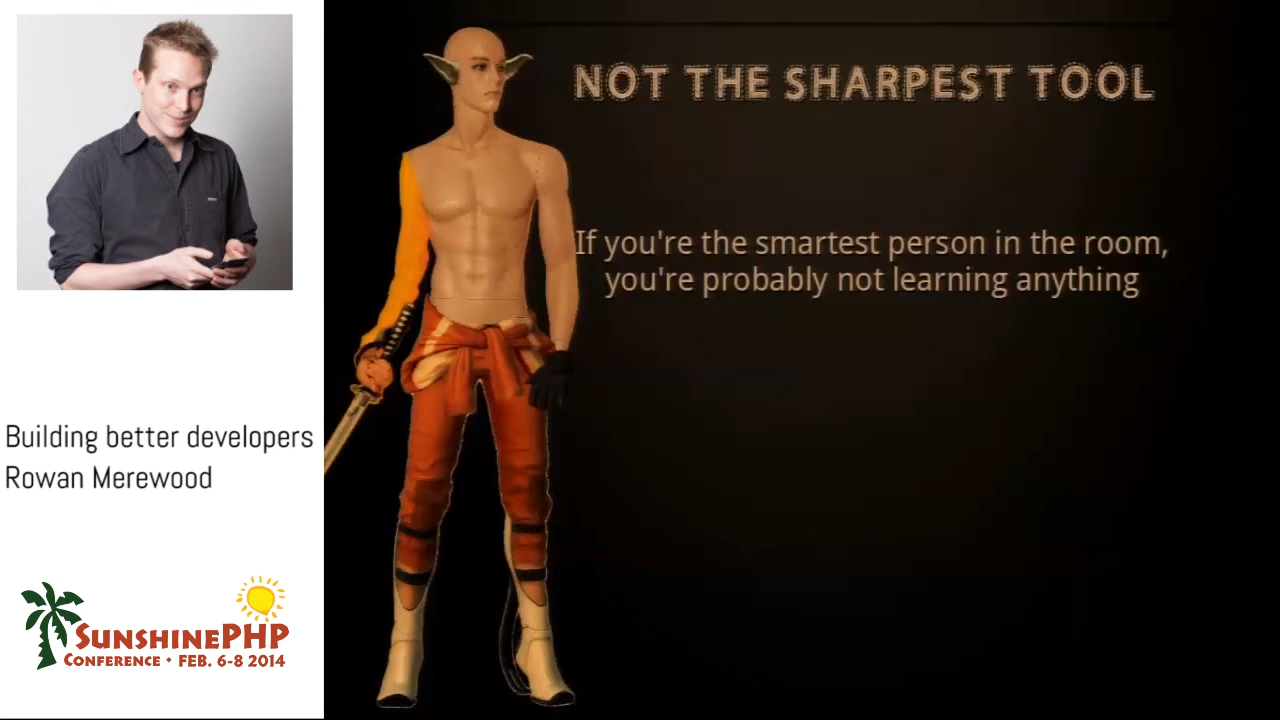 Building better developers
Rowan Merewood
SUNSHINEPHP
CONFERENCE • FEB. 6-8 2014
NOT THE SHARPEST TOOL
If you're the smartest person in the room,
you're probably not learning anything